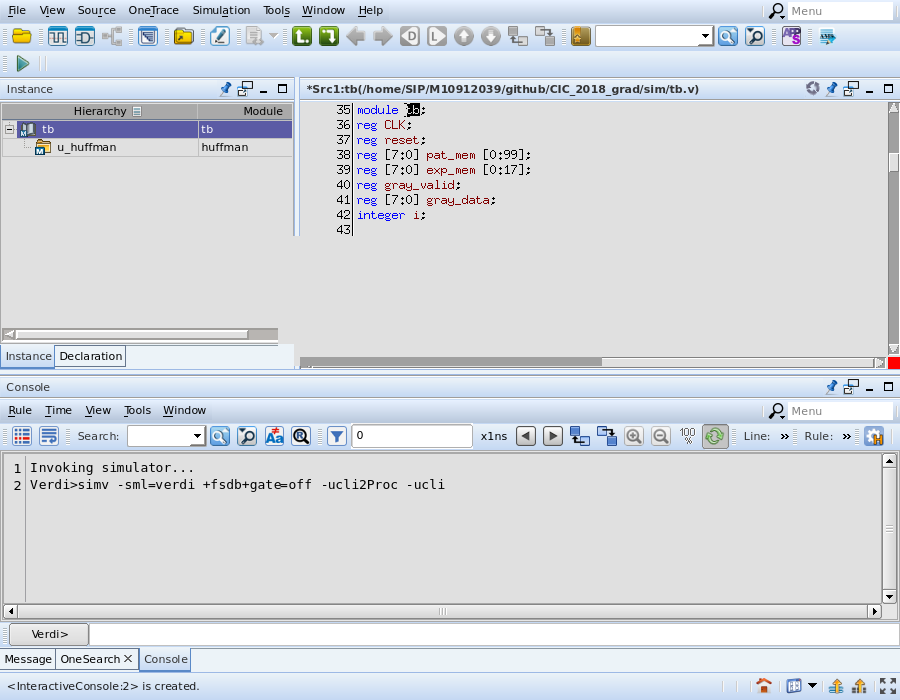 File View Source OneTrace Simulation Tools Window Help
Menu
Instance
*Src1:tb(/home/SIP/M10912039/github/CIC_2018_grad/sim/tb.v)
Hierarchy Module
tb tb
u_huffman huffman
35 module tb;
36 reg CLK;
37 reg reset;
38 reg [7:0] pat_mem [0:99];
39 reg [7:0] exp_mem [0:17];
40 reg gray_valid;
41 reg [7:0] gray_data;
42 integer i;
43
Instance Declaration
Console
Rule Time View Tools Window
Menu
Search: 0 x1ns 100 % Line: » Rule: »
1 Invoking simulator...
2 Verdi>simv -sml=verdi +fsdb+gate=off -ucli2Proc -ucli
Verdi>
Message OneSearch Console
<InteractiveConsole:2> is created.